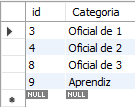 id Categoria
3 Oficial de 1
4 Oficial de 2
8 Oficial de 3
9 Aprendiz
NULL NULL